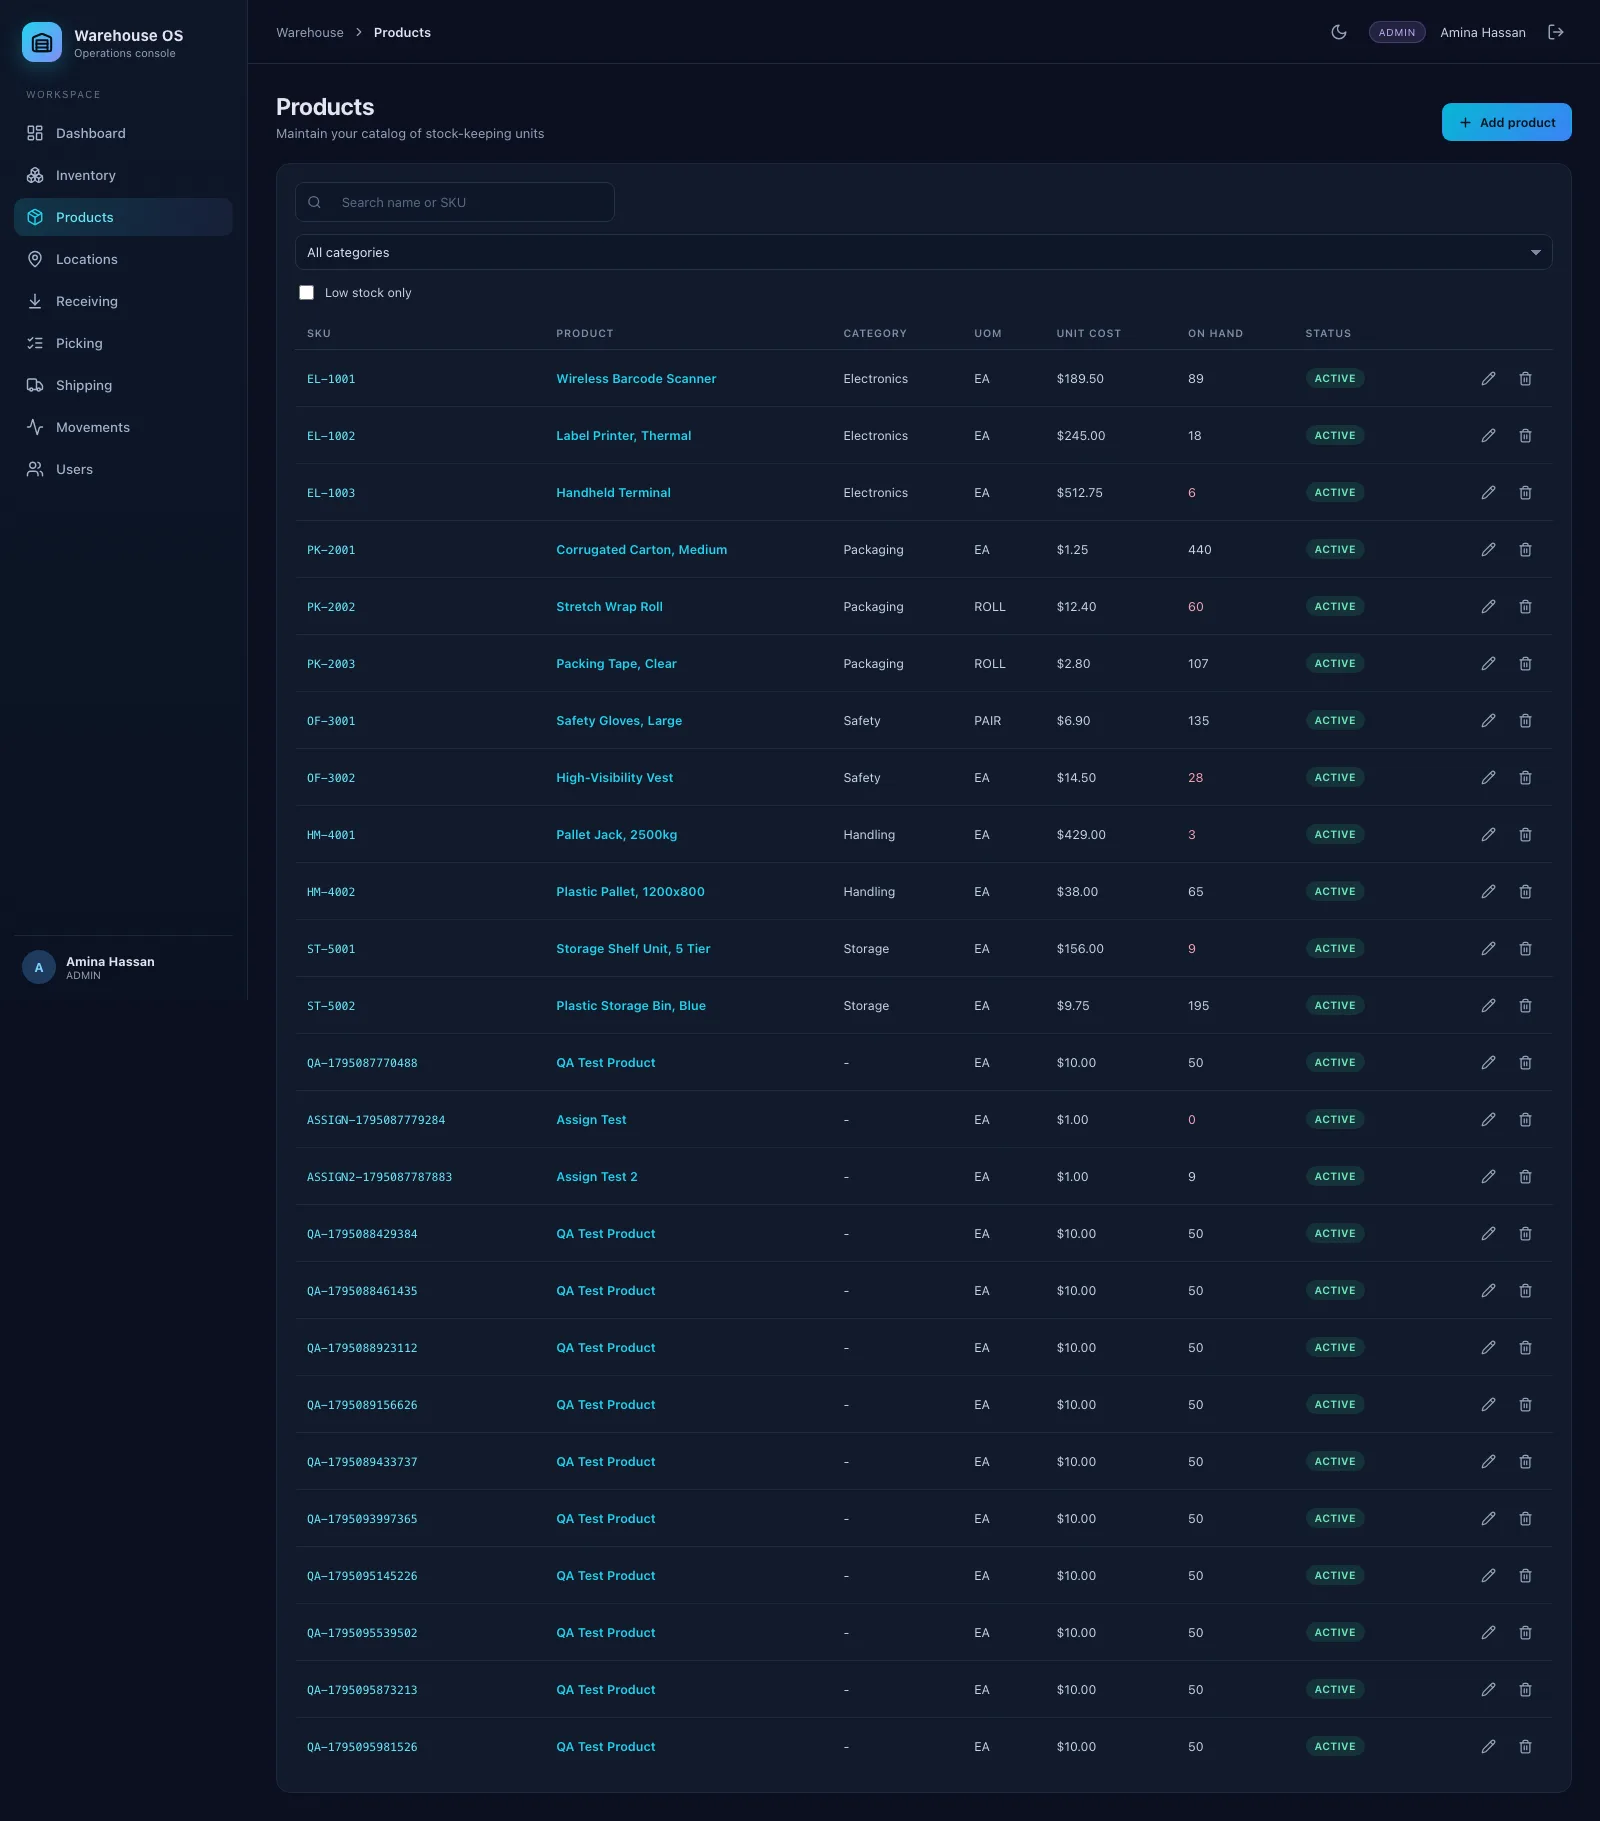 Warehouse OS
Operations console
WORKSPACE
Dashboard
Inventory
Products
Locations
Receiving
Picking
Shipping
Movements
Users
A
Amina Hassan
ADMIN
Warehouse > Products
ADMIN Amina Hassan
Products
Maintain your catalog of stock-keeping units
+ Add product
Search name or SKU
All categories
Low stock only
SKU PRODUCT CATEGORY UOM UNIT COST ON HAND STATUS
EL-1001 Wireless Barcode Scanner Electronics EA $189.50 89 ACTIVE
EL-1002 Label Printer, Thermal Electronics EA $245.00 18 ACTIVE
EL-1003 Handheld Terminal Electronics EA $512.75 6 ACTIVE
PK-2001 Corrugated Carton, Medium Packaging EA $1.25 440 ACTIVE
PK-2002 Stretch Wrap Roll Packaging ROLL $12.40 60 ACTIVE
PK-2003 Packing Tape, Clear Packaging ROLL $2.80 107 ACTIVE
OF-3001 Safety Gloves, Large Safety PAIR $6.90 135 ACTIVE
OF-3002 High-Visibility Vest Safety EA $14.50 28 ACTIVE
HM-4001 Pallet Jack, 2500kg Handling EA $429.00 3 ACTIVE
HM-4002 Plastic Pallet, 1200x800 Handling EA $38.00 65 ACTIVE
ST-5001 Storage Shelf Unit, 5 Tier Storage EA $156.00 9 ACTIVE
ST-5002 Plastic Storage Bin, Blue Storage EA $9.75 195 ACTIVE
QA-1795087770488 QA Test Product - EA $10.00 50 ACTIVE
ASSIGN-1795087779284 Assign Test - EA $1.00 0 ACTIVE
ASSIGN2-1795087787883 Assign Test 2 - EA $1.00 9 ACTIVE
QA-1795088429384 QA Test Product - EA $10.00 50 ACTIVE
QA-1795088461435 QA Test Product - EA $10.00 50 ACTIVE
QA-1795088923112 QA Test Product - EA $10.00 50 ACTIVE
QA-1795089156626 QA Test Product - EA $10.00 50 ACTIVE
QA-1795089433737 QA Test Product - EA $10.00 50 ACTIVE
QA-1795093997365 QA Test Product - EA $10.00 50 ACTIVE
QA-1795095145226 QA Test Product - EA $10.00 50 ACTIVE
QA-1795095539502 QA Test Product - EA $10.00 50 ACTIVE
QA-1795095873213 QA Test Product - EA $10.00 50 ACTIVE
QA-1795095981526 QA Test Product - EA $10.00 50 ACTIVE